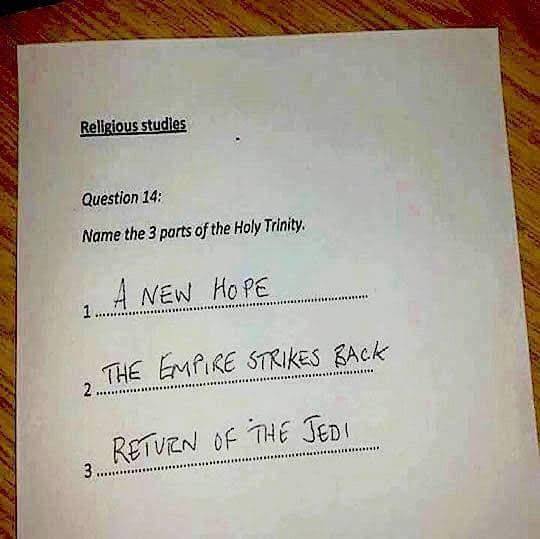 Religious studies
Question 14:
Name the 3 parts of the Holy Trinity.
1 A NEW HOPE
2 THE EMPIRE STRIKES BACK
3 RETURN OF THE JEDI